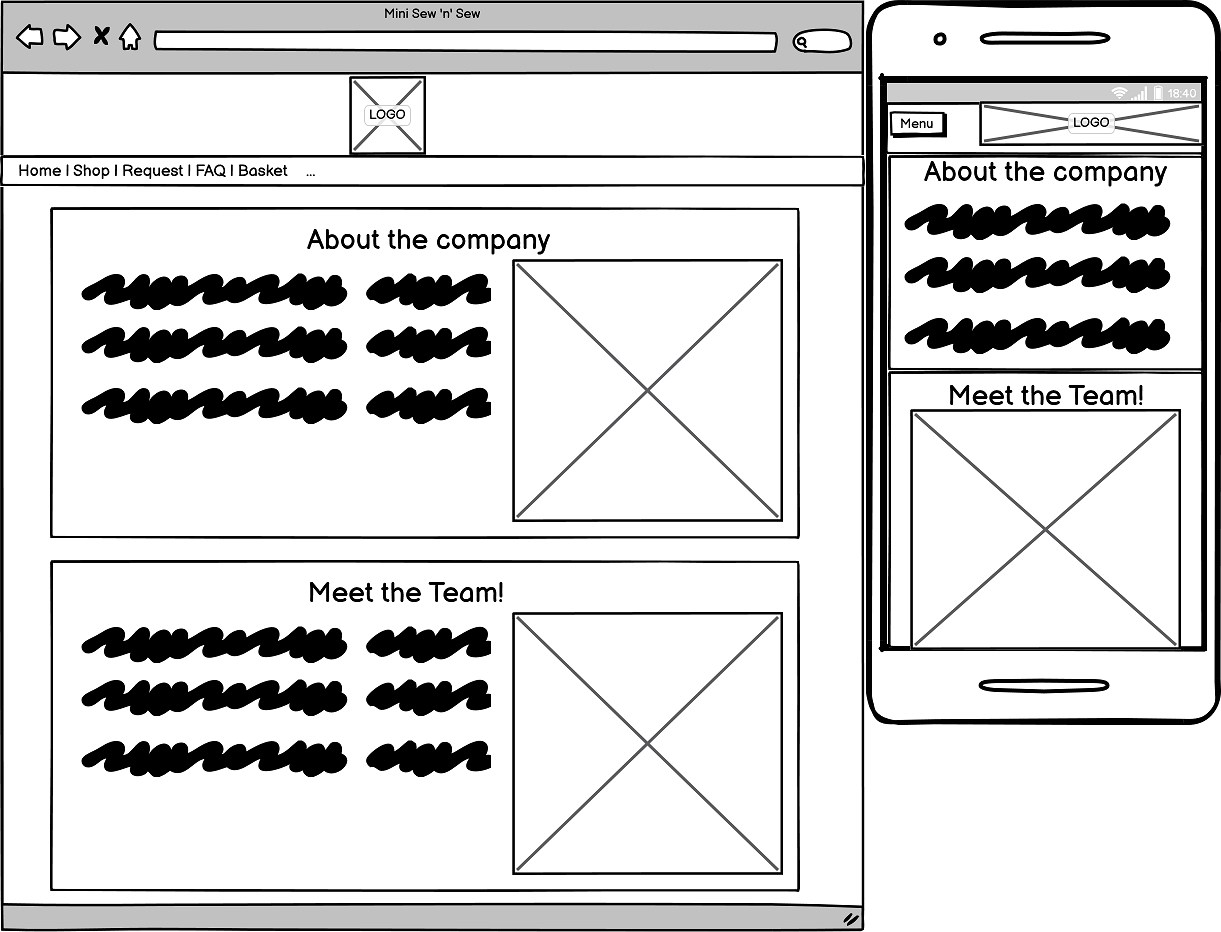 Mini Sew 'n' Sew
LOGO
Home | Shop | Request | FAQ | Basket ...
About the company
Meet the Team!
18:40
Menu
LOGO
About the company
Meet the Team!